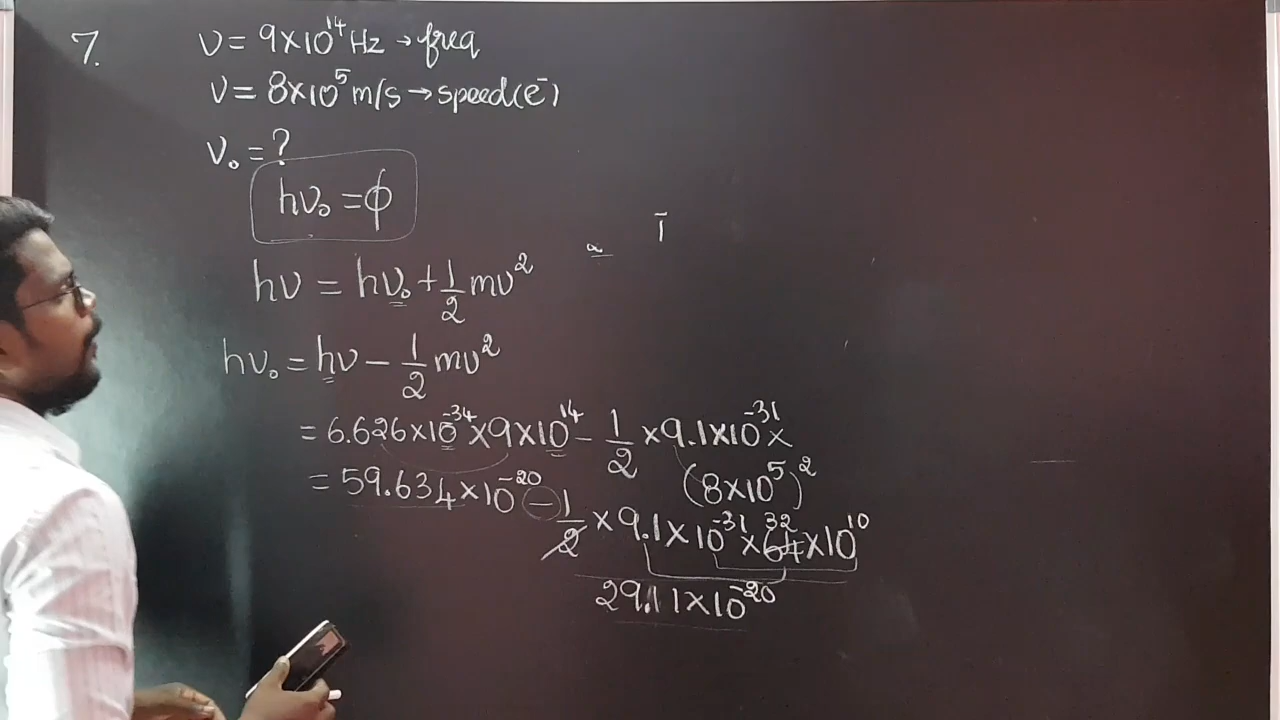 7. ν = 9×10¹⁴ Hz → freq
v = 8×10⁵ m/s → speed(e⁻)
ν₀ = ?
hν₀ = ϕ
hν = hν₀ + 1/2 mv²
hν₀ = hν − 1/2 mv²
= 6.626×10⁻³⁴ × 9×10¹⁴ − 1/2 × 9.1×10⁻³¹ ×
(8×10⁵)²
= 59.634×10⁻²⁰ − 1/2 × 9.1×10⁻³¹ × 64 32 ×10¹⁰
29.11×10⁻²⁰